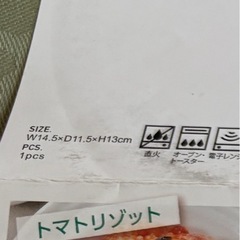 SIZE.
W14.5×D11.5×H13cm
PCS.
1pcs
直火
オーブン・
トースター
電子レンジ
トマトリゾット